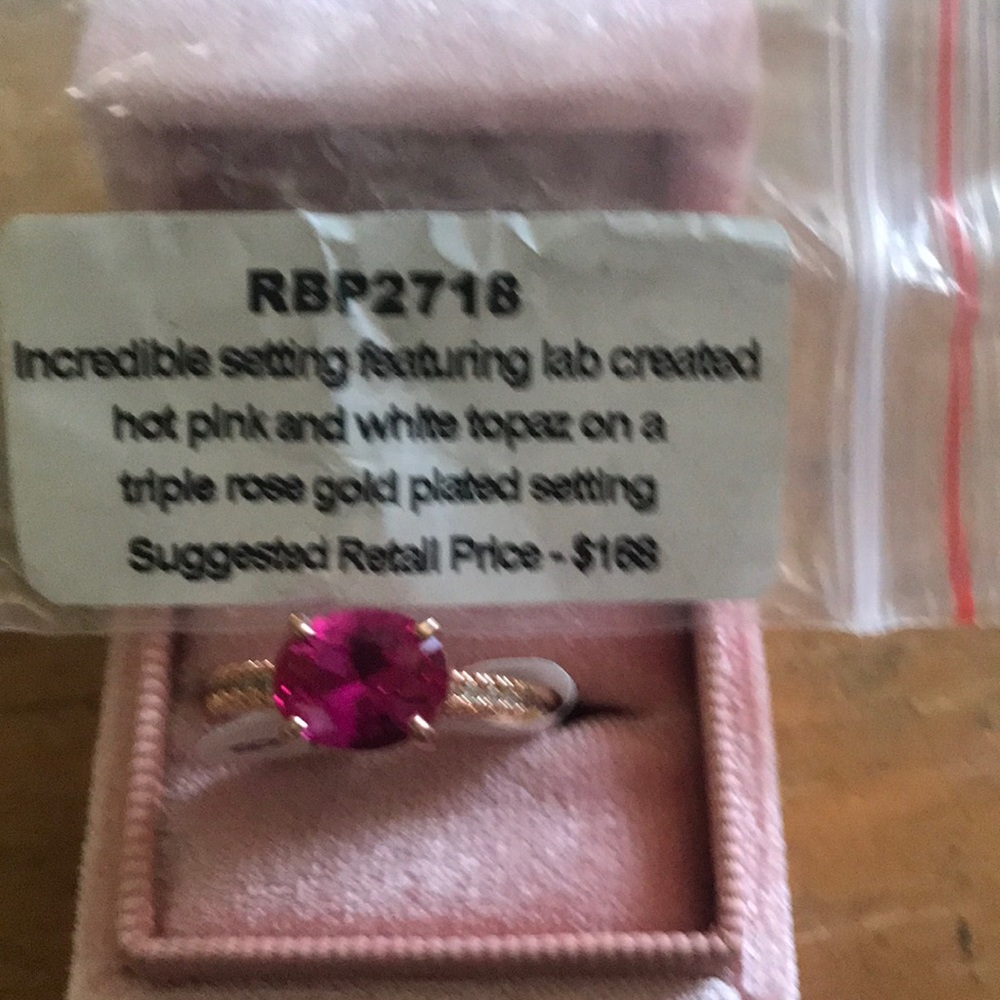 RBP2718
Incredible setting featuring lab created
hot pink and white topaz on a
triple rose gold plated setting
Suggested Retail Price - $168